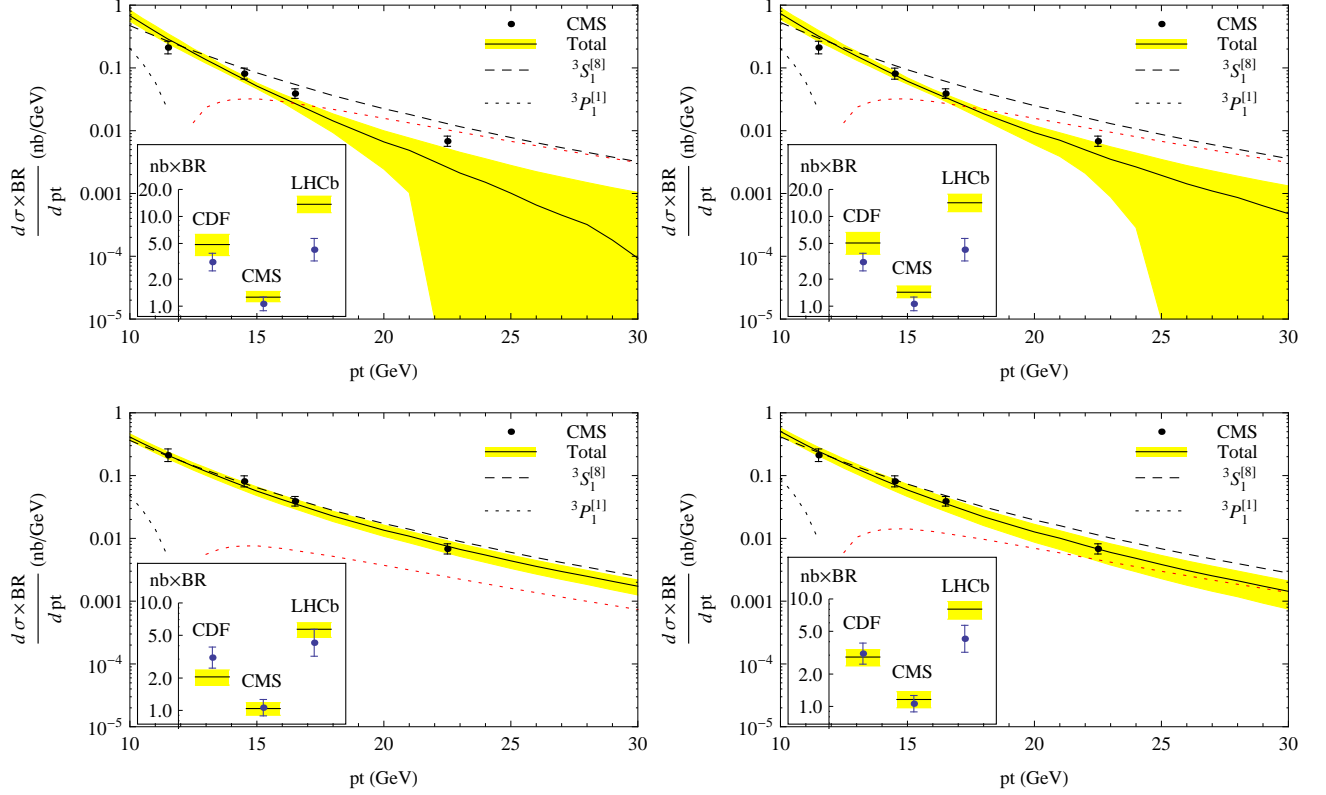 1
0.1
0.01
0.001
10⁻⁴
10⁻⁵
dσ×BR
d pt
(nb/GeV)
CMS
Total
³S₁^[8]
³P₁^[1]
nb×BR
20.0
10.0
5.0
2.0
1.0
CDF
CMS
LHCb
10 15 20 25 30
pt (GeV)
1
0.1
0.01
0.001
10⁻⁴
10⁻⁵
dσ×BR
d pt
(nb/GeV)
CMS
Total
³S₁^[8]
³P₁^[1]
nb×BR
20.0
10.0
5.0
2.0
1.0
CDF
CMS
LHCb
10 15 20 25 30
pt (GeV)
1
0.1
0.01
0.001
10⁻⁴
10⁻⁵
dσ×BR
d pt
(nb/GeV)
CMS
Total
³S₁^[8]
³P₁^[1]
nb×BR
10.0
5.0
2.0
1.0
CDF
CMS
LHCb
10 15 20 25 30
pt (GeV)
1
0.1
0.01
0.001
10⁻⁴
10⁻⁵
dσ×BR
d pt
(nb/GeV)
CMS
Total
³S₁^[8]
³P₁^[1]
nb×BR
10.0
5.0
2.0
1.0
CDF
CMS
LHCb
10 15 20 25 30
pt (GeV)